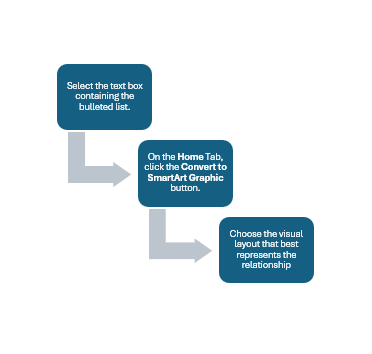 Select the text box
containing the
bulleted list.
On the Home Tab,
click the Convert to
SmartArt Graphic
button.
Choose the visual
layout that best
represents the
relationship